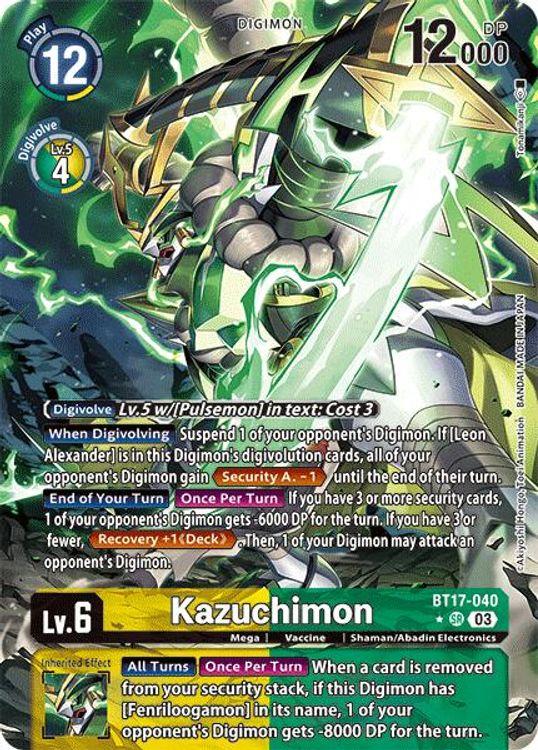 Play
12
DIGIMON
12000
DP
Digivolve
Lv.5
4
Tonamikanji
BANDAI MADE IN JAPAN
©Akiyoshi Hongo, Toei Animation
Digivolve Lv.5 w/[Pulsemon] in text: Cost 3
When Digivolving Suspend 1 of your opponent's Digimon. If [Leon
Alexander] is in this Digimon's digivolution cards, all of your
opponent's Digimon gain Security A. -1 until the end of their turn.
End of Your Turn Once Per Turn If you have 3 or more security cards,
1 of your opponent's Digimon gets -6000 DP for the turn. If you have 3 or
fewer, Recovery +1《Deck》. Then, 1 of your Digimon may attack an
opponent's Digimon.
Lv.6
Kazuchimon
BT17-040
SR 03
Mega | Vaccine | Shaman/Abadin Electronics
Inherited Effect
All Turns Once Per Turn When a card is removed
from your security stack, if this Digimon has
[Fenriloogamon] in its name, 1 of your
opponent's Digimon gets -8000 DP for the turn.